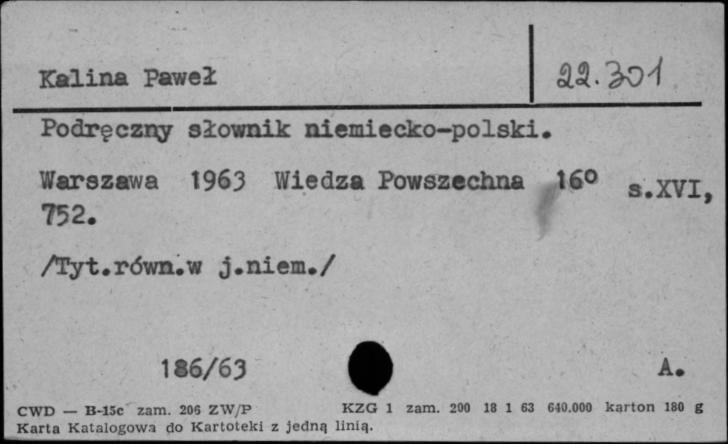 Kalina Paweł 22.301
Podręczny słownik niemiecko-polski.
Warszawa 1963 Wiedza Powszechna 16° s.XVI,
752.
/Tyt.równ.w j.niem./
186/63 A.
CWD — B-15c zam. 206 ZW/P KZG 1 zam. 200 18 1 63 640.000 karton 180 g
Karta Katalogowa do Kartoteki z jedną linią.